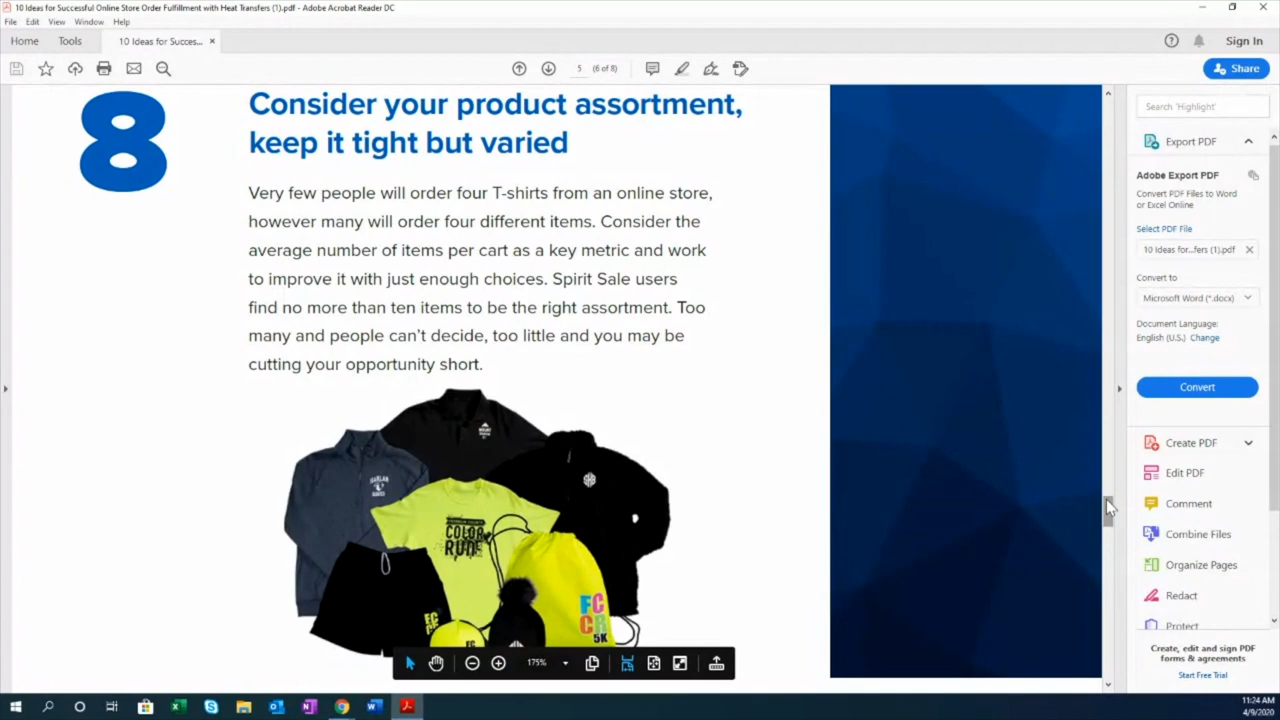 10 Ideas for Successful Online Store Order Fulfillment with Heat Transfers (1).pdf - Adobe Acrobat Reader DC
File Edit View Window Help
Home Tools 10 Ideas for Succes... ×
Sign In
5 (6 of 8)
Share
8
Consider your product assortment,
keep it tight but varied
Very few people will order four T-shirts from an online store,
however many will order four different items. Consider the
average number of items per cart as a key metric and work
to improve it with just enough choices. Spirit Sale users
find no more than ten items to be the right assortment. Too
many and people can't decide, too little and you may be
cutting your opportunity short.
HARLAN
COLOR
RUN
FC
CR
5K
175%
Search 'Highlight'
Export PDF
Adobe Export PDF
Convert PDF Files to Word
or Excel Online
Select PDF File
10 Ideas for...fers (1).pdf
Convert to
Microsoft Word (*.docx)
Document Language:
English (U.S.) Change
Convert
Create PDF
Edit PDF
Comment
Combine Files
Organize Pages
Redact
Protect
Create, edit and sign PDF
forms & agreements
Start Free Trial
11:24 AM
4/9/2020